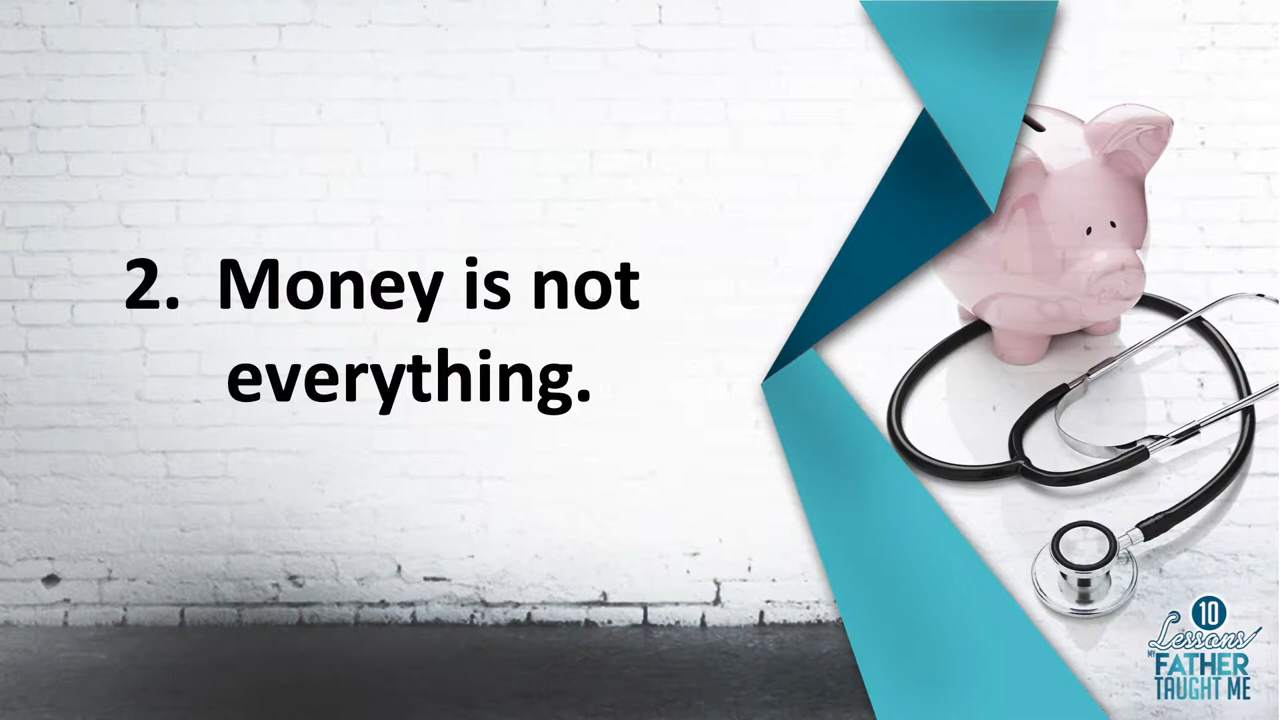 2. Money is not
everything.
10
Lessons
MY
FATHER
TAUGHT ME